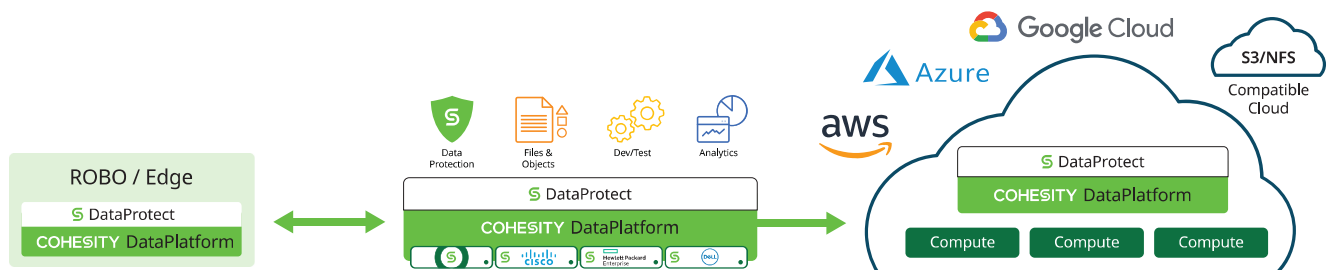 ROBO / Edge
DataProtect
COHESITY DataPlatform
Data
Protection
Files &
Objects
Dev/Test
Analytics
DataProtect
COHESITY DataPlatform
CISCO
Hewlett Packard
Enterprise
DELL
Google Cloud
Azure
aws
S3/NFS
Compatible
Cloud
DataProtect
COHESITY DataPlatform
Compute
Compute
Compute